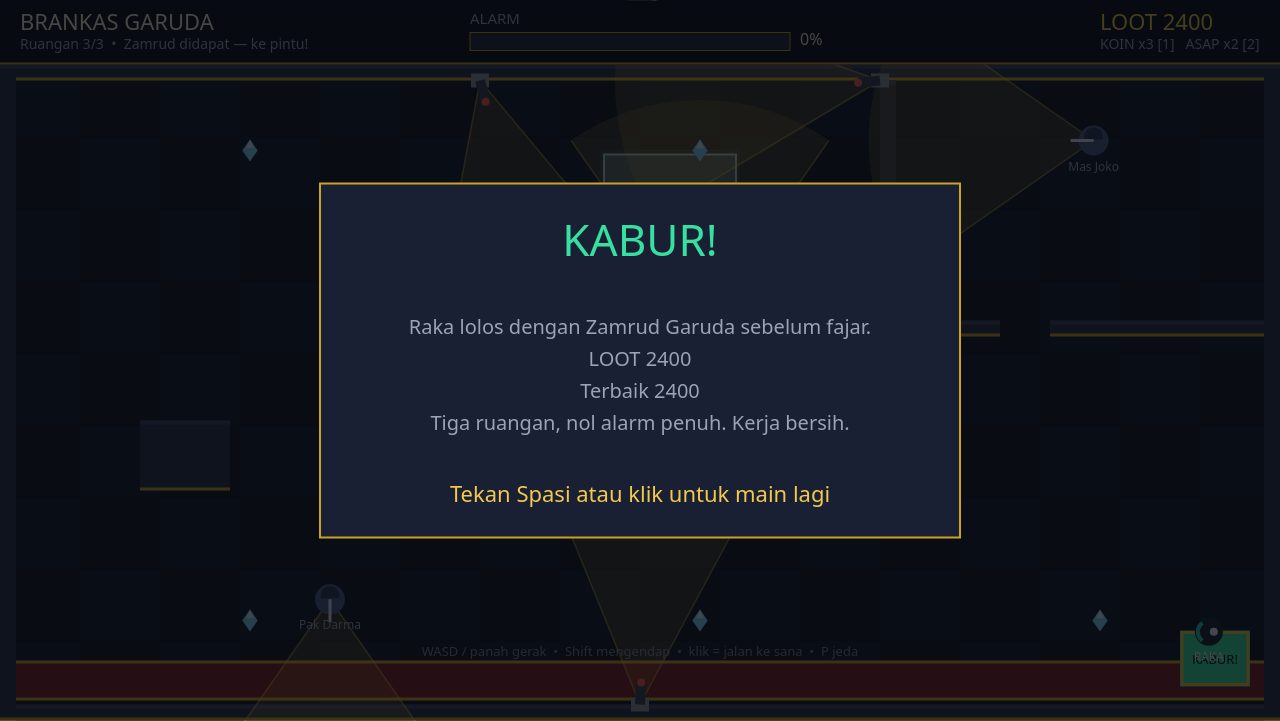 BRANKAS GARUDA
Ruangan 3/3 • Zamrud didapat — ke pintu!
ALARM
0%
LOOT 2400
KOIN x3 [1] ASAP x2 [2]
Mas Joko
KABUR!
Raka lolos dengan Zamrud Garuda sebelum fajar.
LOOT 2400
Terbaik 2400
Tiga ruangan, nol alarm penuh. Kerja bersih.
Tekan Spasi atau klik untuk main lagi
Pak Darma
WASD / panah gerak • Shift mengendap • klik = jalan ke sana • P jeda
RAKA
KABUR!